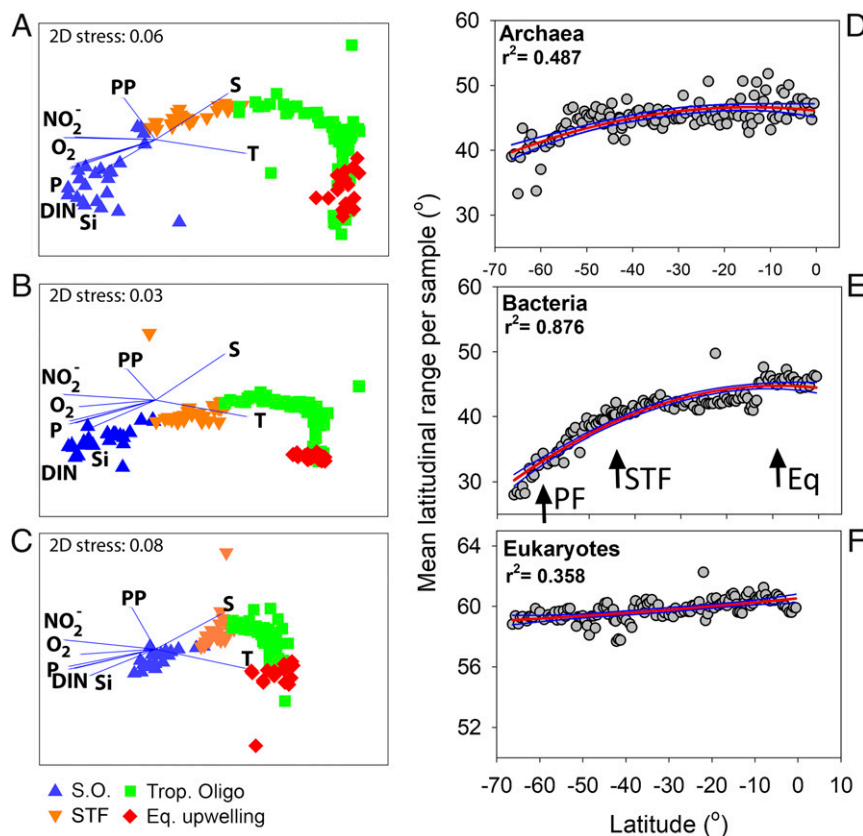 A
2D stress: 0.06
PP
S
NO2-
O2
T
P
DIN
Si
B
2D stress: 0.03
PP
S
NO2-
O2
T
P
Si
DIN
C
2D stress: 0.08
PP
S
NO2-
O2
T
P
DIN
Si
S.O.
Trop. Oligo
STF
Eq. upwelling
Mean latitudinal range per sample (o)
D
60
50
40
30
Archaea
r2= 0.487
-70 -60 -50 -40 -30 -20 -10 0
E
60
50
40
30
Bacteria
r2= 0.876
PF
STF
Eq
F
64
60
56
52
Eukaryotes
r2= 0.358
-70 -60 -50 -40 -30 -20 -10 0 10
Latitude (o)